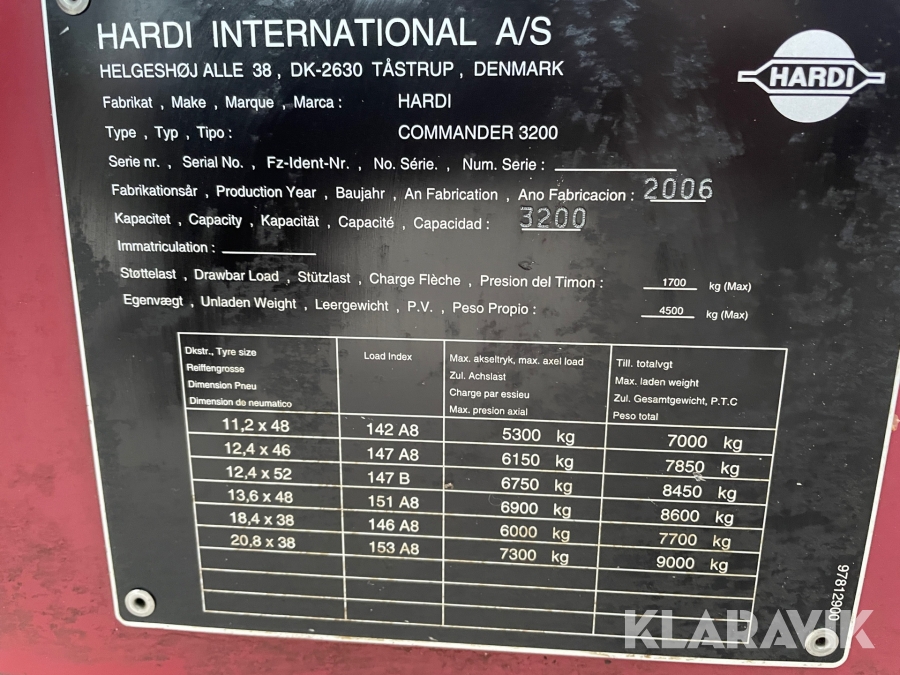 HARDI INTERNATIONAL A/S
HELGESHØJ ALLE 38 , DK-2630 TÅSTRUP , DENMARK
HARDI
Fabrikat , Make , Marque , Marca : HARDI
Type , Typ , Tipo : COMMANDER 3200
Serie nr. , Serial No. , Fz-Ident-Nr. , No. Série. , Num. Serie :
Fabrikationsår , Production Year , Baujahr , An Fabrication , Ano Fabricacion : 2006
Kapacitet , Capacity , Kapacität , Capacité , Capacidad : 3200
Immatriculation :
Støttelast , Drawbar Load , Stützlast , Charge Flèche , Presion del Timon : 1700 kg (Max)
Egenvægt , Unladen Weight , Leergewicht , P.V. , Peso Propio : 4500 kg (Max)
Dkstr., Tyre size
Reiffengrosse
Dimension Pneu
Dimension de neumatico
Load Index
Max. akseltryk, max. axel load
Zul. Achslast
Charge par essieu
Max. presion axial
Till. totalvgt
Max. laden weight
Zul. Gesamtgewicht, P.T.C
Peso total
11,2 x 48 142 A8 5300 kg 7000 kg
12,4 x 46 147 A8 6150 kg 7850 kg
12,4 x 52 147 B 6750 kg 8450 kg
13,6 x 48 151 A8 6900 kg 8600 kg
18,4 x 38 146 A8 6000 kg 7700 kg
20,8 x 38 153 A8 7300 kg 9000 kg
97812900
KLARAVIK